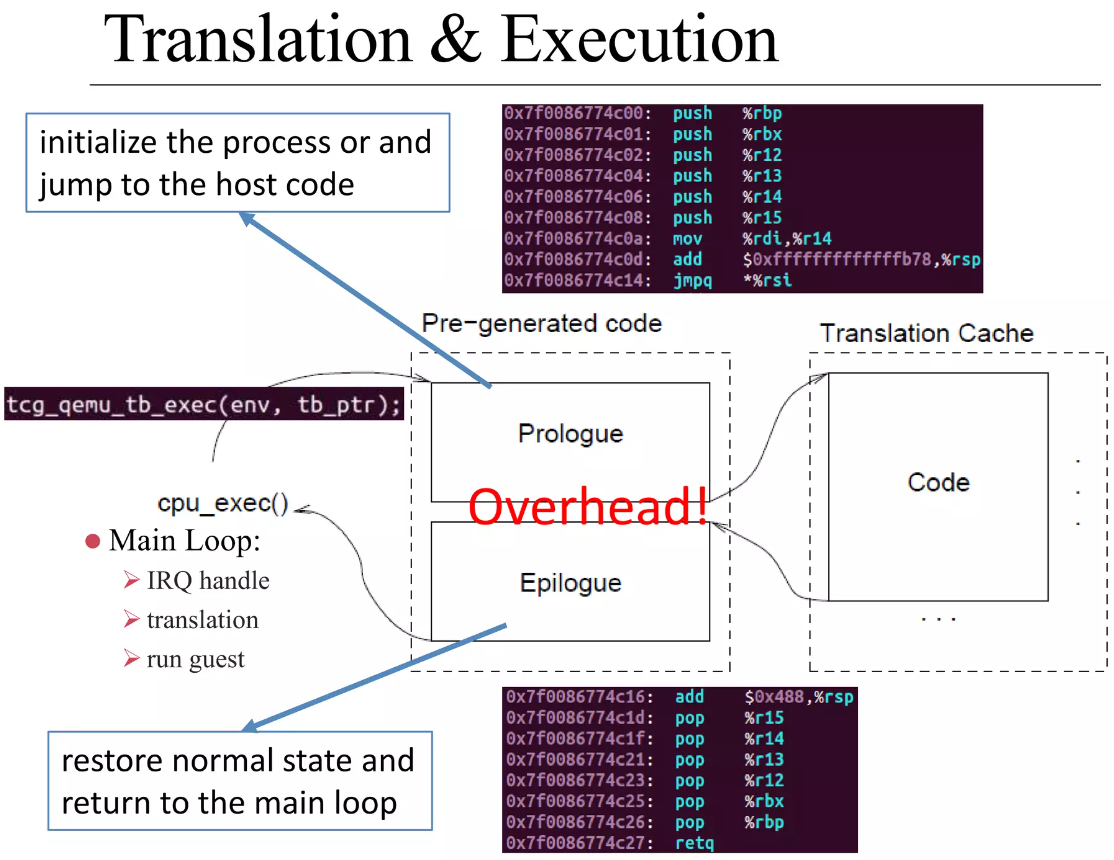 Translation & Execution
initialize the process or and
jump to the host code
0x7f0086774c00: push %rbp
0x7f0086774c01: push %rbx
0x7f0086774c02: push %r12
0x7f0086774c04: push %r13
0x7f0086774c06: push %r14
0x7f0086774c08: push %r15
0x7f0086774c0a: mov %rdi,%r14
0x7f0086774c0d: add $0xfffffffffffffb78,%rsp
0x7f0086774c14: jmpq *%rsi
Pre-generated code
Translation Cache
tcg_qemu_tb_exec(env, tb_ptr);
Prologue
Code
Overhead!
cpu_exec()
Main Loop:
IRQ handle
translation
run guest
Epilogue
. . .
restore normal state and
return to the main loop
0x7f0086774c16: add $0x488,%rsp
0x7f0086774c1d: pop %r15
0x7f0086774c1f: pop %r14
0x7f0086774c21: pop %r13
0x7f0086774c23: pop %r12
0x7f0086774c25: pop %rbx
0x7f0086774c26: pop %rbp
0x7f0086774c27: retq